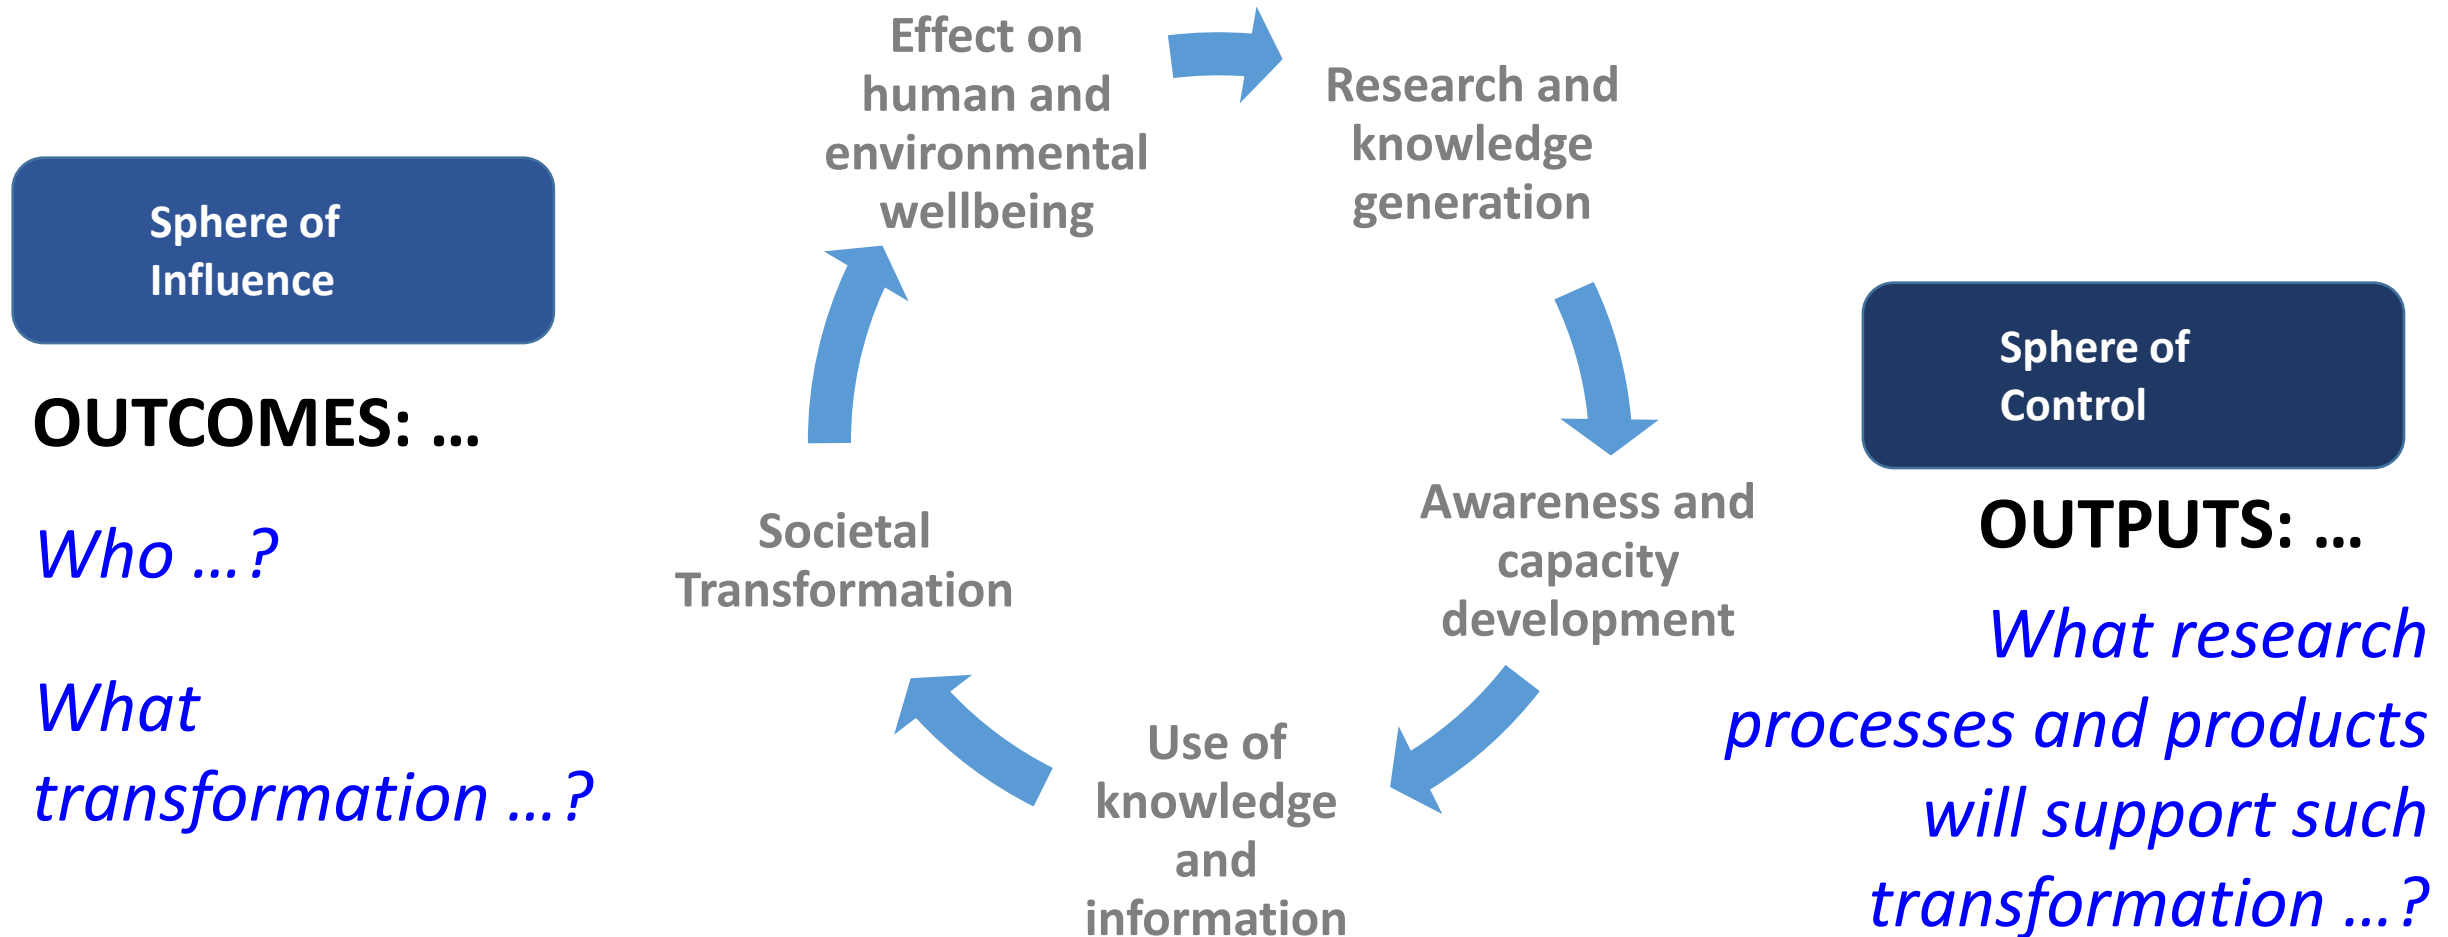 Effect on
human and
environmental
wellbeing
Research and
knowledge
generation
Sphere of
Influence
OUTCOMES: ...
Who ...?
What
transformation ...?
Societal
Transformation
Awareness and
capacity
development
Use of
knowledge
and
information
Sphere of
Control
OUTPUTS: ...
What research
processes and products
will support such
transformation ...?